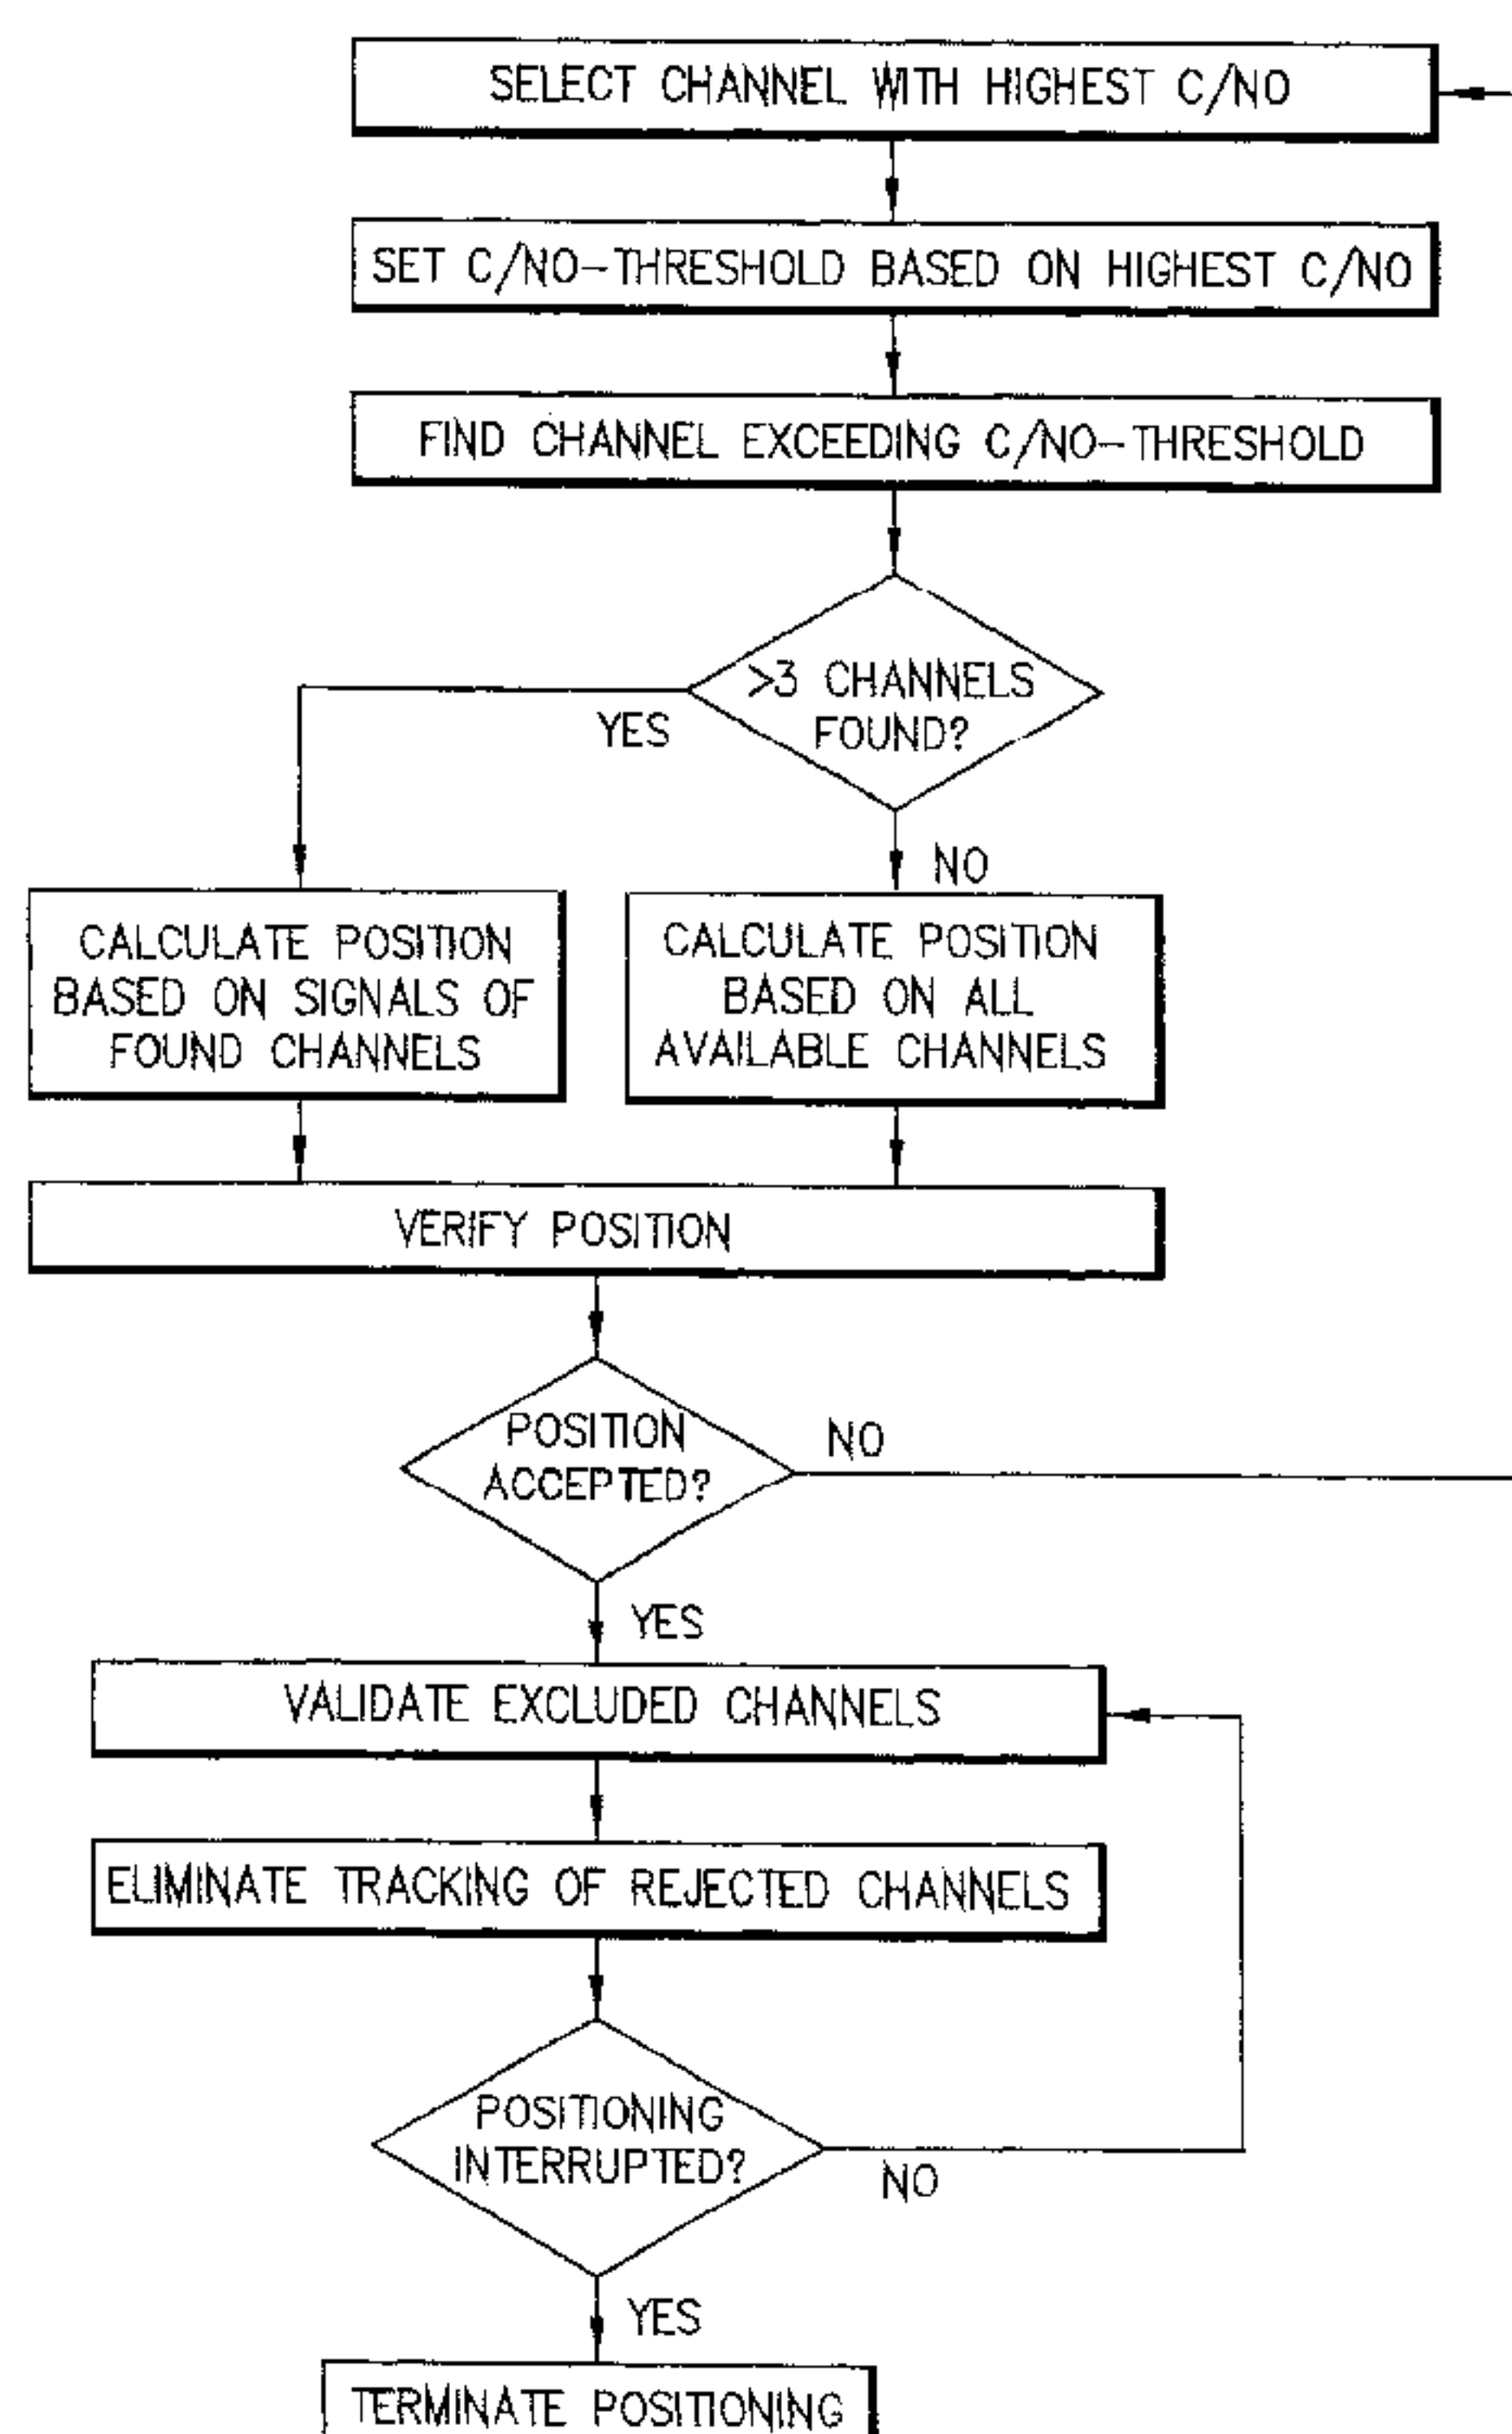 SELECT CHANNEL WITH HIGHEST C/NO
SET C/NO-THRESHOLD BASED ON HIGHEST C/NO
FIND CHANNEL EXCEEDING C/NO-THRESHOLD
>3 CHANNELS
FOUND?
YES
NO
CALCULATE POSITION
BASED ON SIGNALS OF
FOUND CHANNELS
CALCULATE POSITION
BASED ON ALL
AVAILABLE CHANNELS
VERIFY POSITION
POSITION
ACCEPTED?
NO
YES
VALIDATE EXCLUDED CHANNELS
ELIMINATE TRACKING OF REJECTED CHANNELS
POSITIONING
INTERRUPTED?
NO
YES
TERMINATE POSITIONING